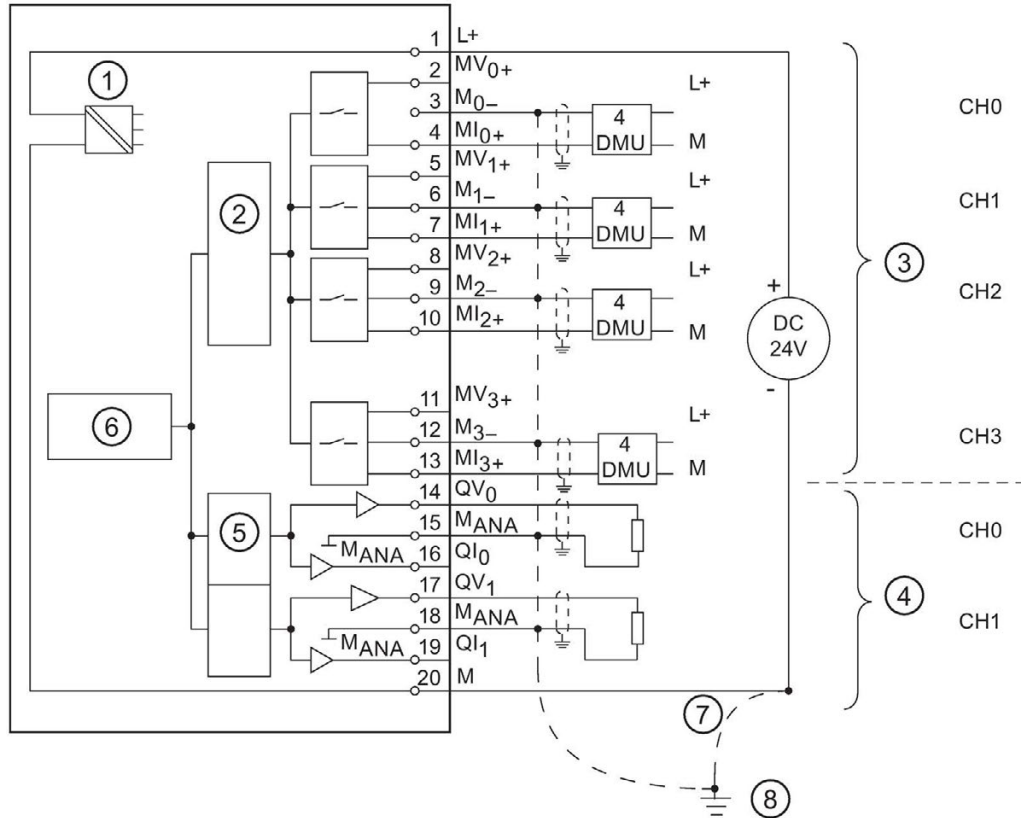 1 L+
①
2 MV0+
3 M0–
4 MI0+
4 DMU
L+
M
CH0
5 MV1+
6 M1–
7 MI1+
4 DMU
L+
M
CH1
②
8 MV2+
9 M2–
10 MI2+
4 DMU
L+
M
CH2
③
+
DC
24V
-
11 MV3+
12 M3–
13 MI3+
4 DMU
L+
M
CH3
⑥
14 QV0
15 MANA
MANA
16 QI0
CH0
⑤
17 QV1
18 MANA
MANA
19 QI1
CH1
④
20 M
⑦
⑧